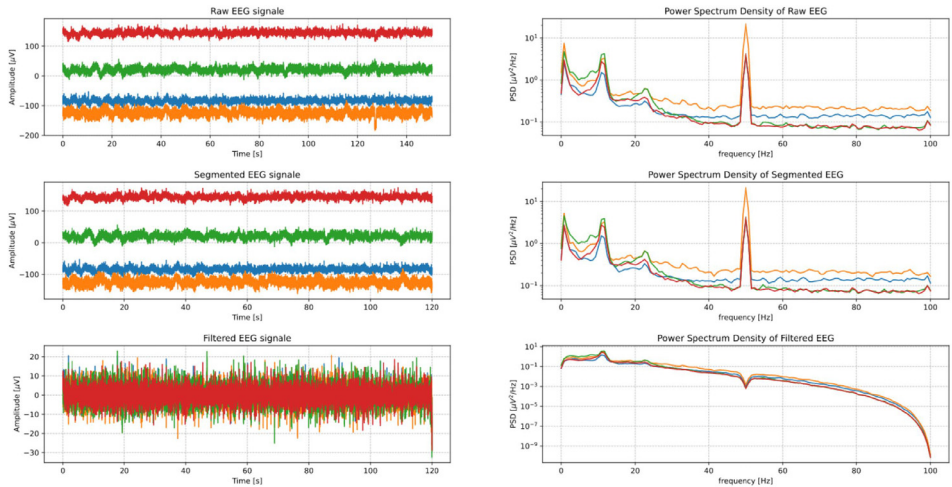 Raw EEG signale
Amplitude [µV]
100
0
−100
−200
0 20 40 60 80 100 120 140
Time [s]
Power Spectrum Density of Raw EEG
PSD [µV²/Hz]
10¹
10⁰
10⁻¹
0 20 40 60 80 100
frequency [Hz]
Segmented EEG signale
Amplitude [µV]
100
0
−100
0 20 40 60 80 100 120
Time [s]
Power Spectrum Density of Segmented EEG
PSD [µV²/Hz]
10¹
10⁰
10⁻¹
0 20 40 60 80 100
frequency [Hz]
Filtered EEG signale
Amplitude [µV]
20
10
0
−10
−20
−30
0 20 40 60 80 100 120
Time [s]
Power Spectrum Density of Filtered EEG
PSD [µV²/Hz]
10¹
10⁻¹
10⁻³
10⁻⁵
10⁻⁷
10⁻⁹
0 20 40 60 80 100
frequency [Hz]